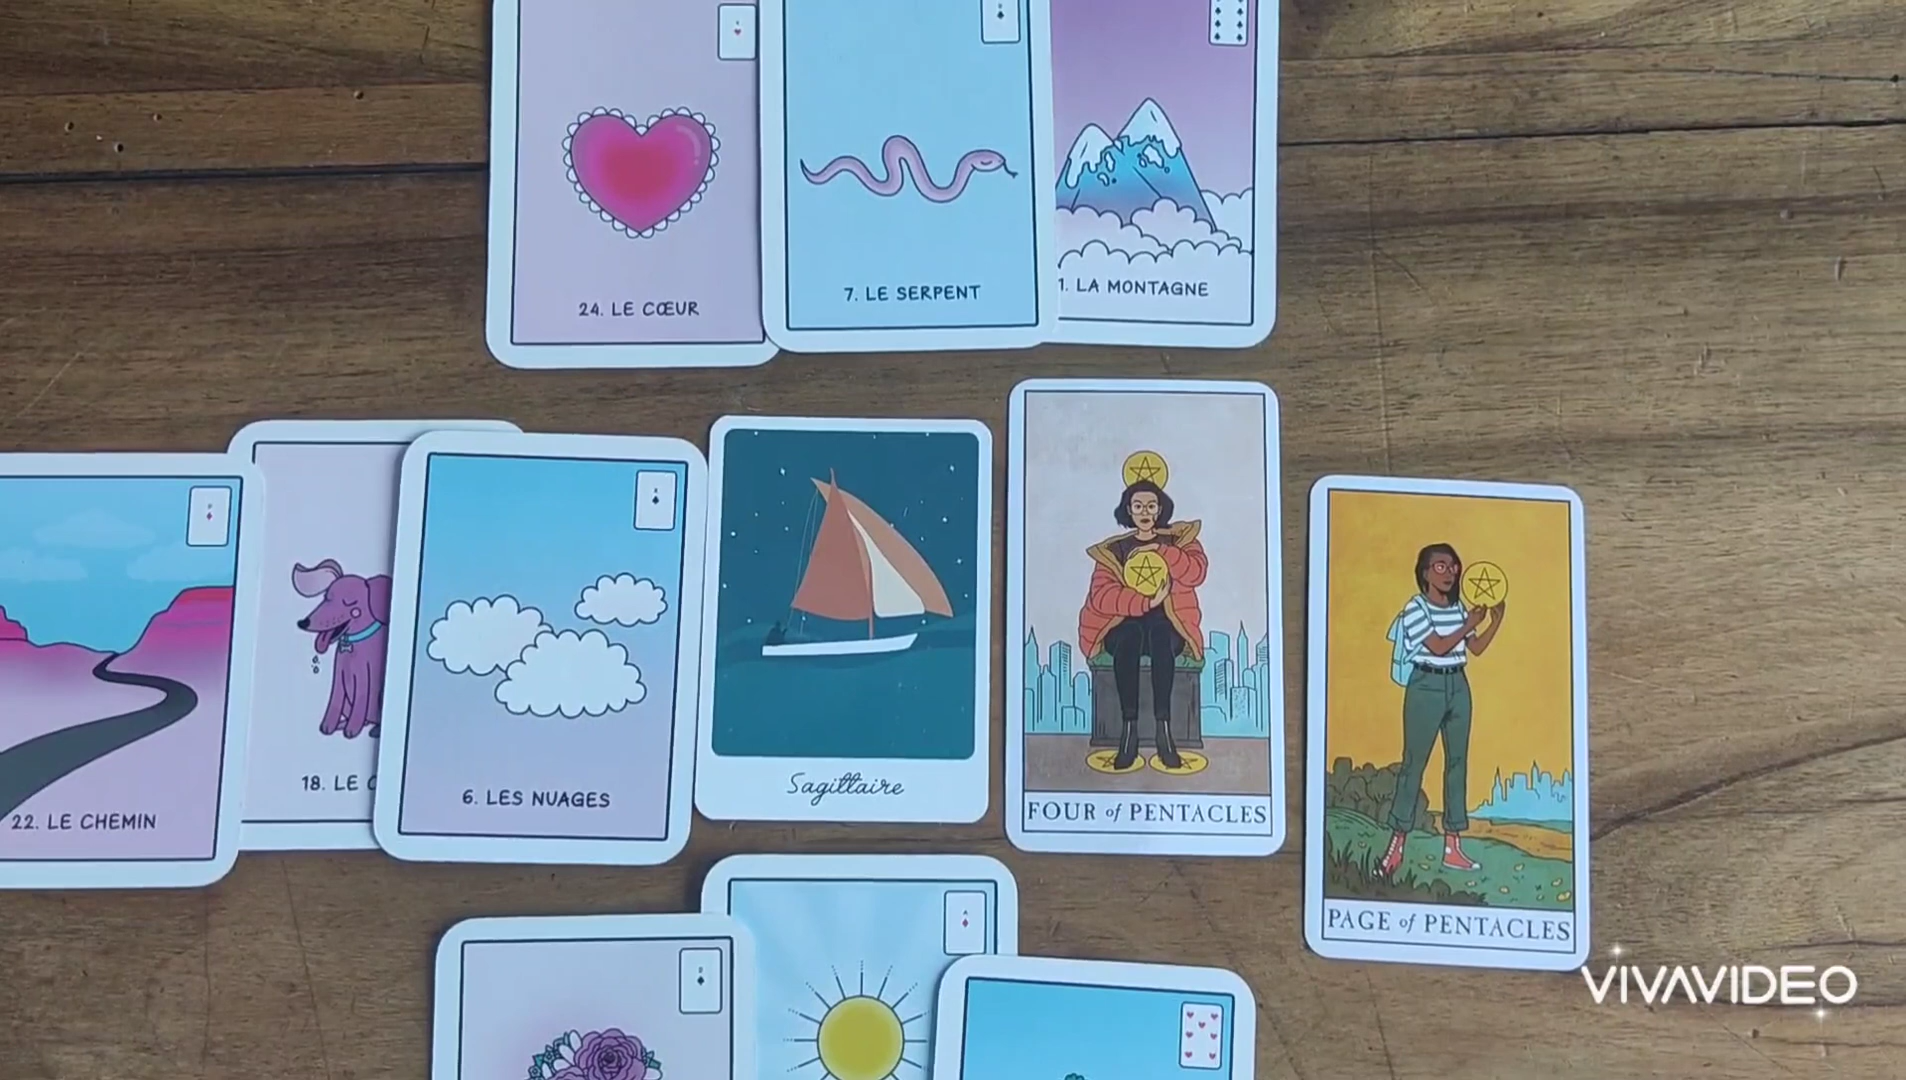 24. LE CŒUR
7. LE SERPENT
1. LA MONTAGNE
22. LE CHEMIN
18. LE C
6. LES NUAGES
Sagittaire
FOUR of PENTACLES
PAGE of PENTACLES
VIVAVIDEO